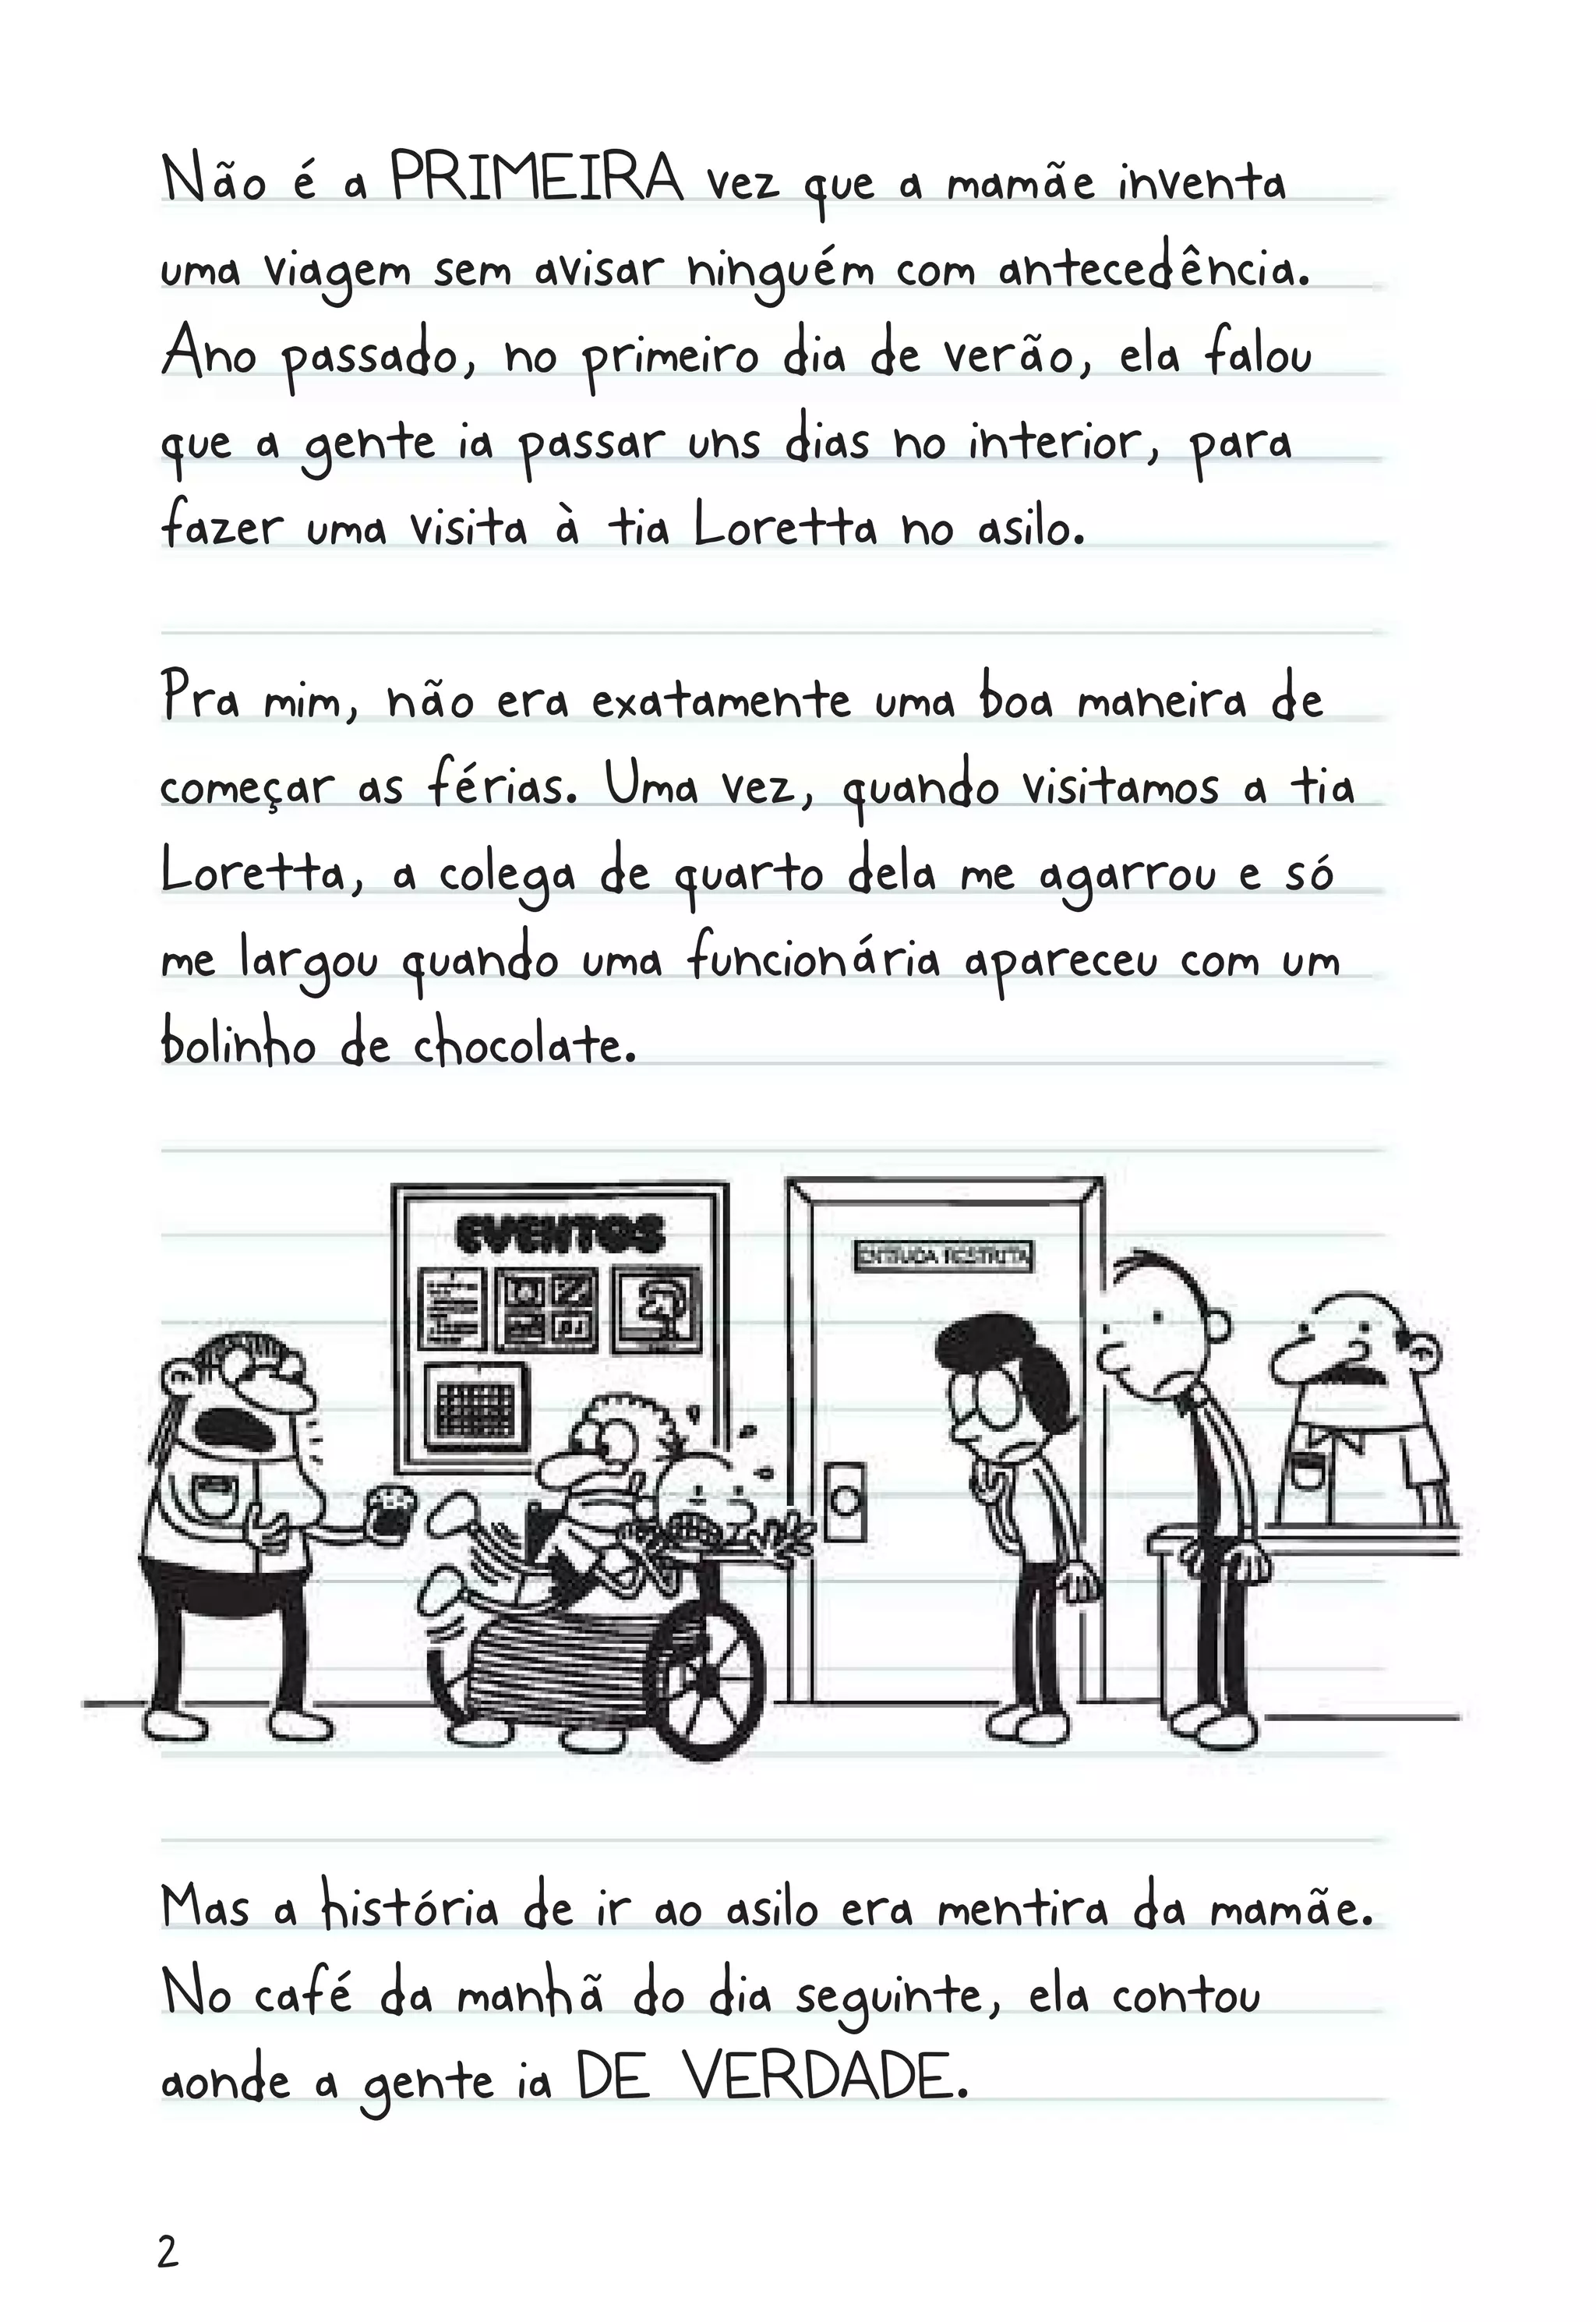 Não é a PRIMEIRA vez que a mamãe inventa
uma viagem sem avisar ninguém com antecedência.
Ano passado, no primeiro dia de verão, ela falou
que a gente ia passar uns dias no interior, para
fazer uma visita à tia Loretta no asilo.
Pra mim, não era exatamente uma boa maneira de
começar as férias. Uma vez, quando visitamos a tia
Loretta, a colega de quarto dela me agarrou e só
me largou quando uma funcionária apareceu com um
bolinho de chocolate.
EVENTOS
ENTRADA RESTRITA
Mas a história de ir ao asilo era mentira da mamãe.
No café da manhã do dia seguinte, ela contou
aonde a gente ia DE VERDADE.
2